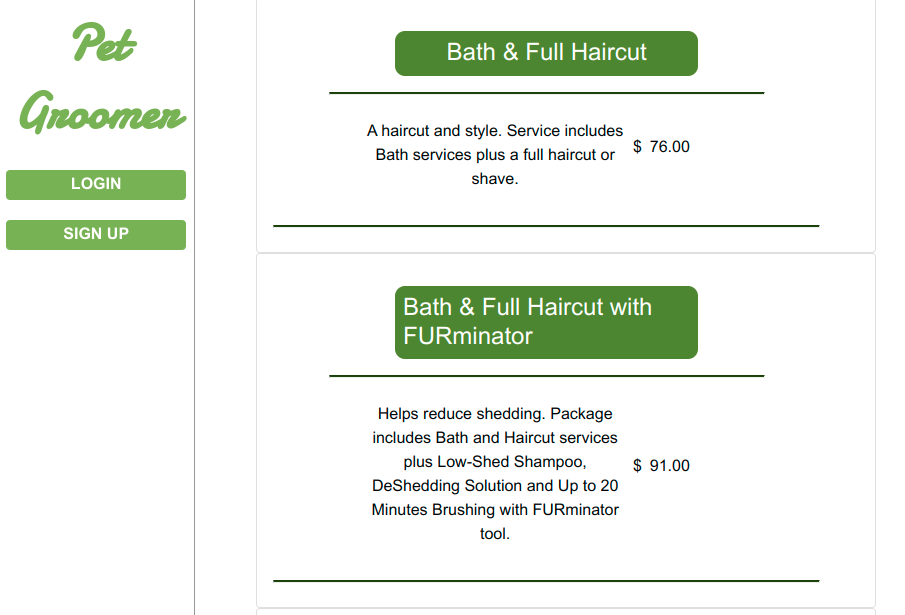 Pet
Groomer
LOGIN
SIGN UP
Bath & Full Haircut
A haircut and style. Service includes
Bath services plus a full haircut or
shave.
$ 76.00
Bath & Full Haircut with
FURminator
Helps reduce shedding. Package
includes Bath and Haircut services
plus Low-Shed Shampoo,
DeShedding Solution and Up to 20
Minutes Brushing with FURminator
tool.
$ 91.00